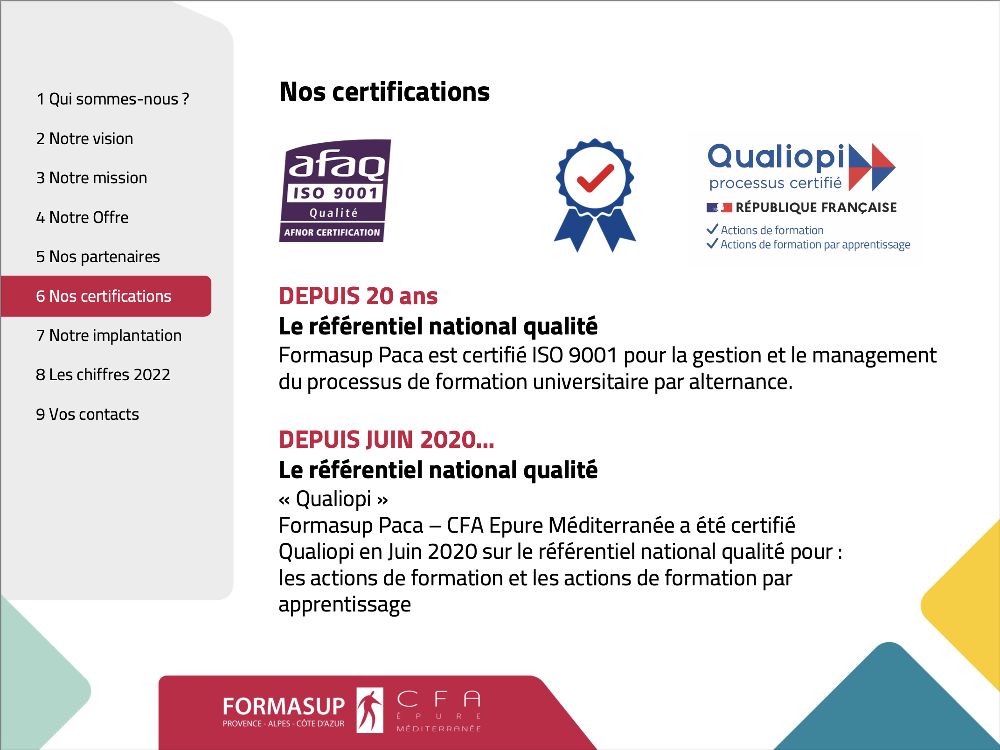 1 Qui sommes-nous ?
2 Notre vision
3 Notre mission
4 Notre Offre
5 Nos partenaires
6 Nos certifications
7 Notre implantation
8 Les chiffres 2022
9 Vos contacts
Nos certifications
afaq
ISO 9001
Qualité
AFNOR CERTIFICATION
Qualiopi
processus certifié
RÉPUBLIQUE FRANÇAISE
Actions de formation
Actions de formation par apprentissage
DEPUIS 20 ans
Le référentiel national qualité
Formasup Paca est certifié ISO 9001 pour la gestion et le management
du processus de formation universitaire par alternance.
DEPUIS JUIN 2020...
Le référentiel national qualité
« Qualiopi »
Formasup Paca – CFA Epure Méditerranée a été certifié
Qualiopi en Juin 2020 sur le référentiel national qualité pour :
les actions de formation et les actions de formation par
apprentissage
FORMASUP
PROVENCE - ALPES - CÔTE D'AZUR
CFA
ÉPURE
MÉDITERRANÉE